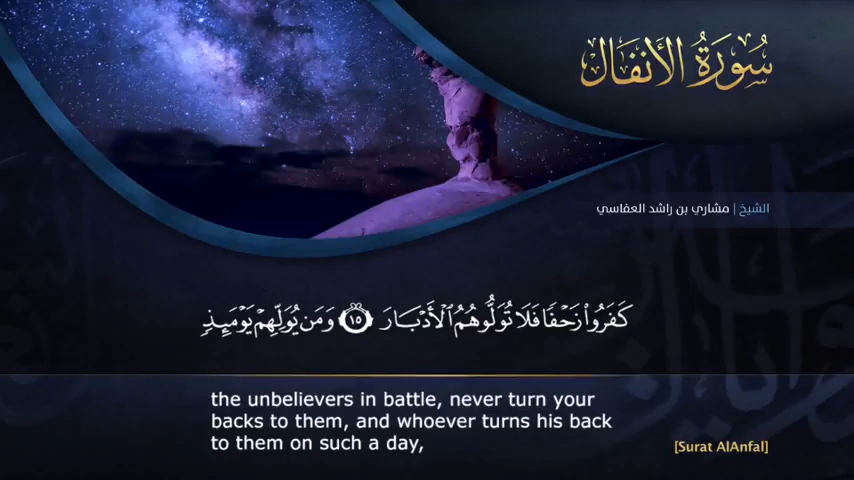 سُورَةُ الأَنفَال
الشيخ | مشاري بن راشد العفاسي
كَفَرُوا۟ زَحْفًا فَلَا تُوَلُّوهُمُ ٱلْأَدْبَارَ ١٥ وَمَن يُوَلِّهِمْ يَوْمَئِذٍ
the unbelievers in battle, never turn your
backs to them, and whoever turns his back
to them on such a day,
[Surat AlAnfal]